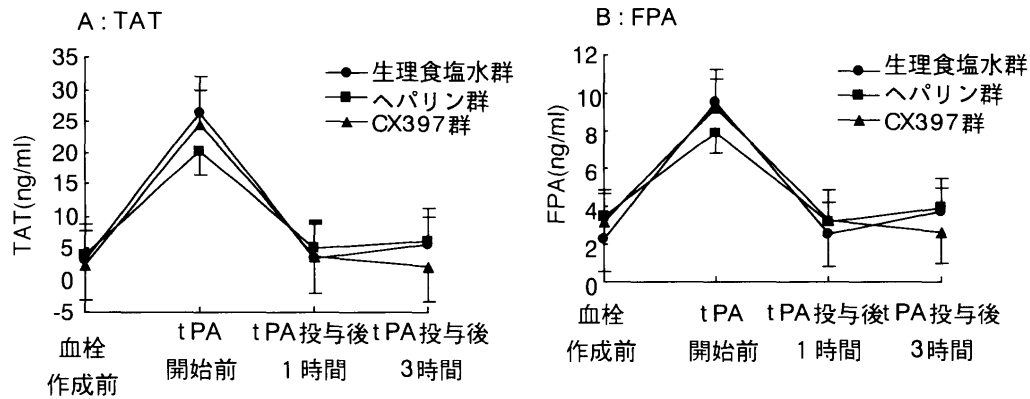 A : TAT
TAT(ng/ml)
35
30
25
20
15
10
5
0
-5
生理食塩水群
ヘパリン群
CX397群
血栓
作成前
tPA
開始前
tPA投与後
1時間
tPA投与後
3時間
B : FPA
FPA(ng/ml)
12
10
8
6
4
2
0
生理食塩水群
ヘパリン群
CX397群
血栓
作成前
tPA
開始前
tPA投与後
1時間
tPA投与後
3時間